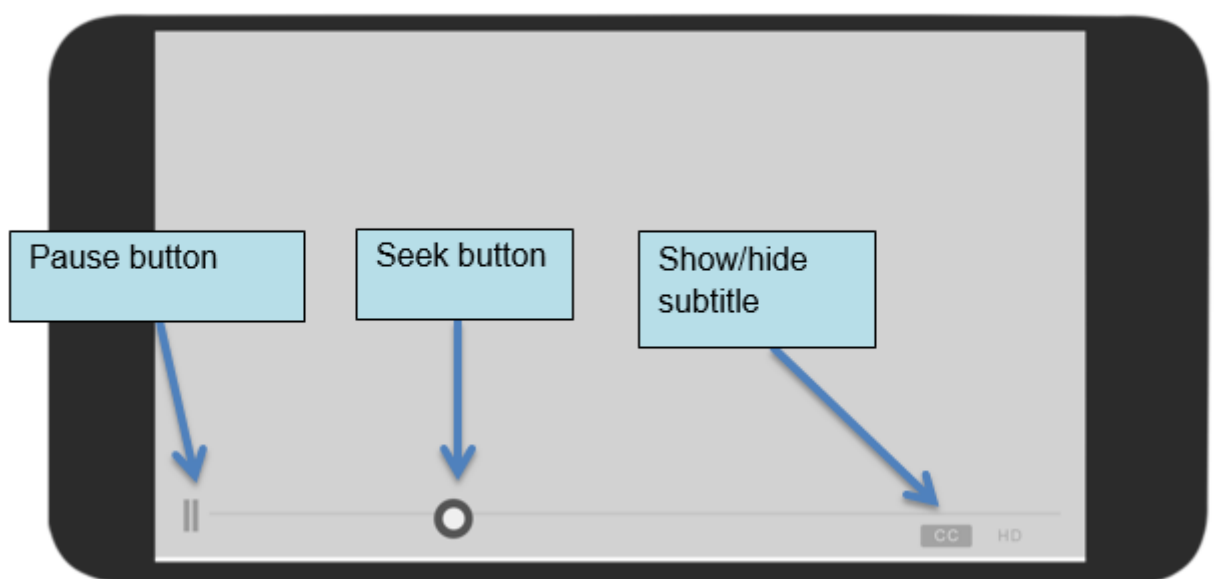 Pause button
Seek button
Show/hide
subtitle
CC HD